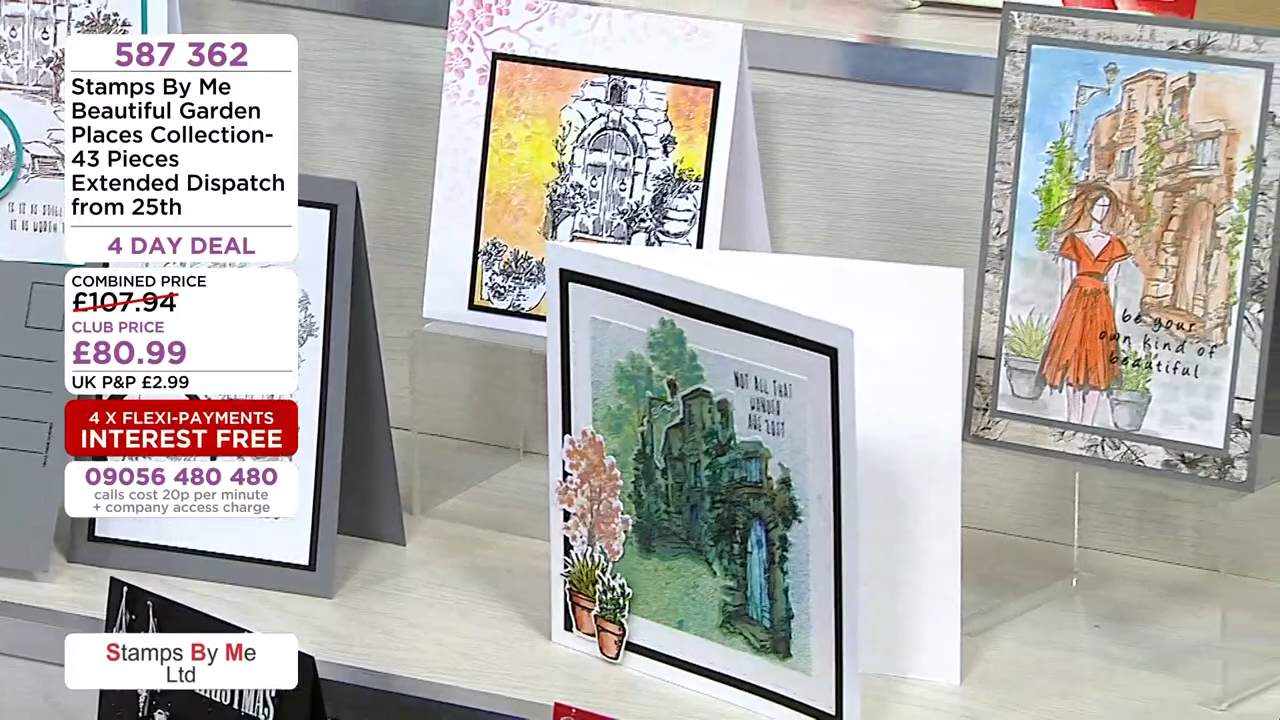 587 362
Stamps By Me
Beautiful Garden
Places Collection-
43 Pieces
Extended Dispatch
from 25th
4 DAY DEAL
COMBINED PRICE
£107.94
CLUB PRICE
£80.99
UK P&P £2.99
4 X FLEXI-PAYMENTS
INTEREST FREE
09056 480 480
calls cost 20p per minute
+ company access charge
Stamps By Me
Ltd
NOT ALL THAT
WANDER
ARE LOST
be your
own kind of
beautiful